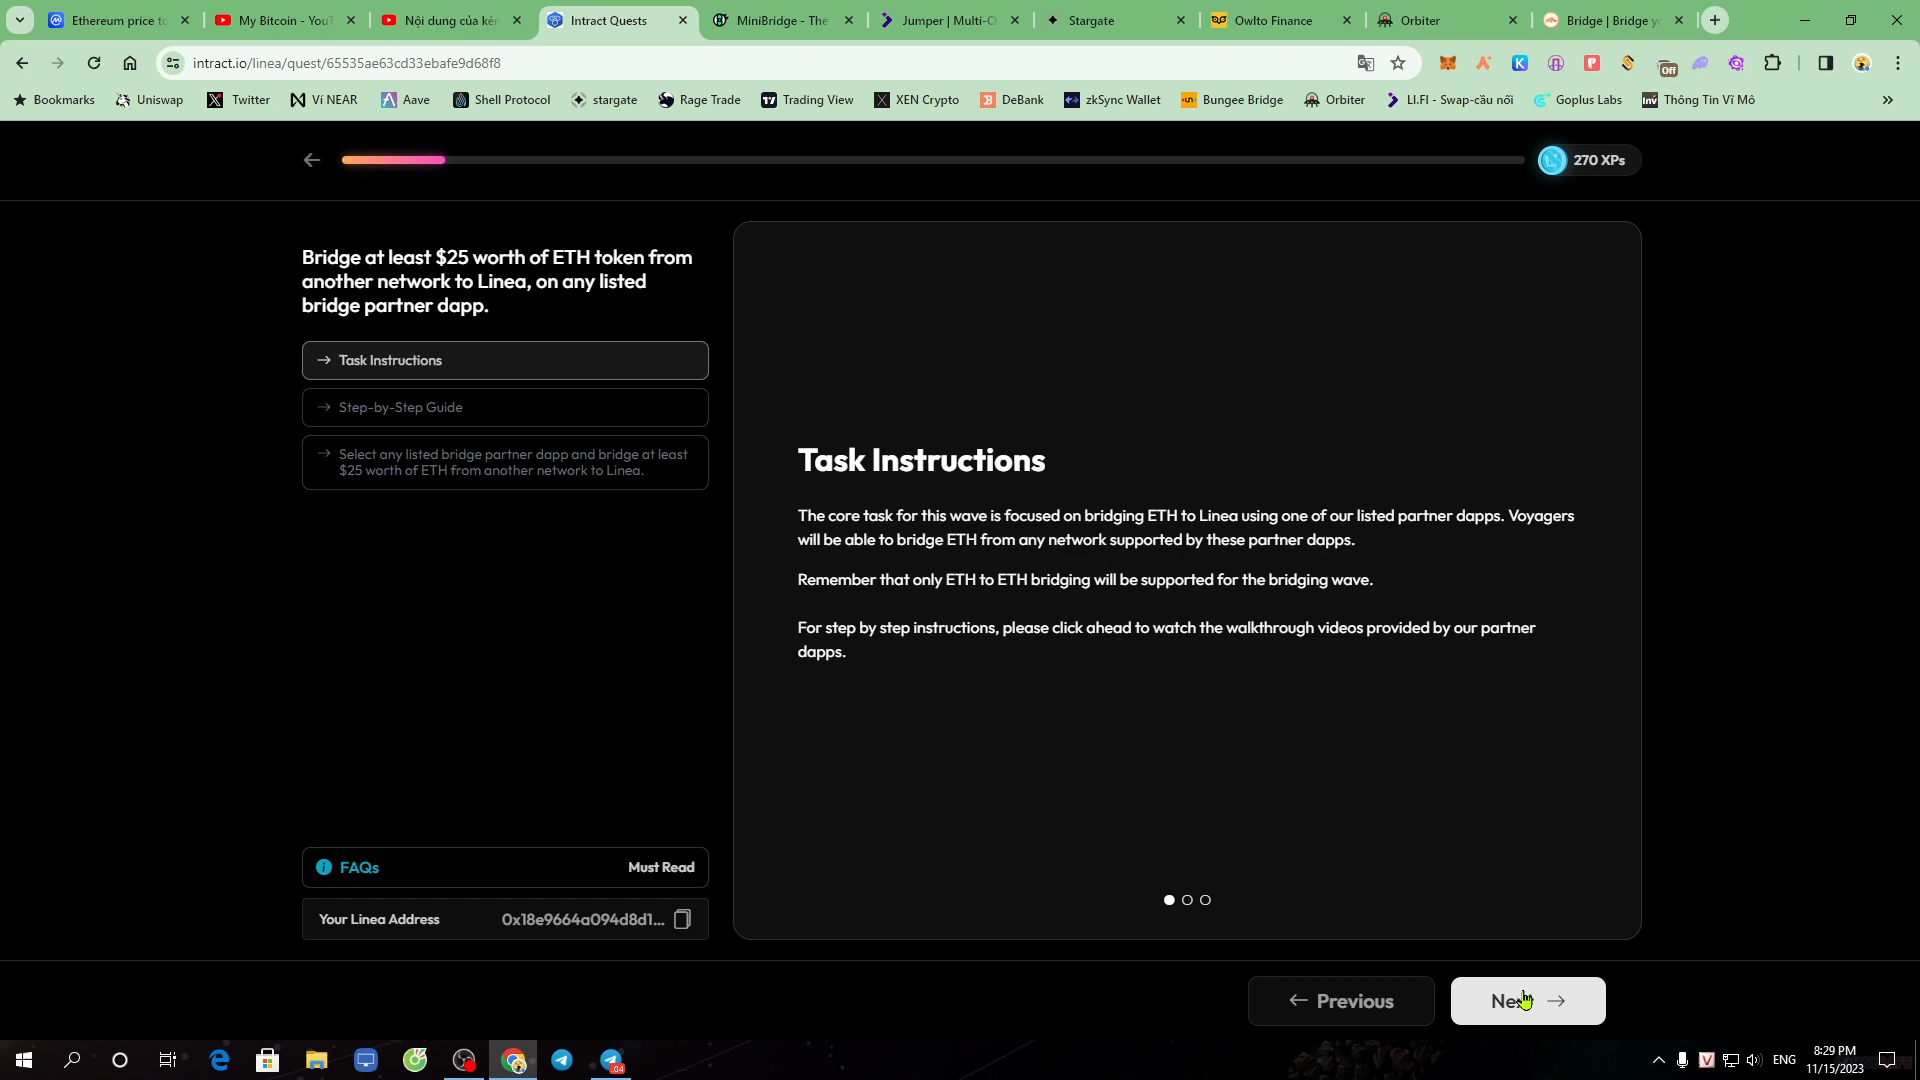 Ethereum price to
My Bitcoin - YouT
Nội dung của kên
Intract Quests
MiniBridge - The
Jumper | Multi-Cl
Stargate
Owlto Finance
Orbiter
Bridge | Bridge yo
intract.io/linea/quest/65535ae63cd33ebafe9d68f8
Off
Bookmarks
Uniswap
Twitter
Ví NEAR
Aave
Shell Protocol
stargate
Rage Trade
Trading View
XEN Crypto
DeBank
zkSync Wallet
Bungee Bridge
Orbiter
LI.FI - Swap-cầu nối
Goplus Labs
Thông Tin Vĩ Mô
270 XPs
Bridge at least $25 worth of ETH token from
another network to Linea, on any listed
bridge partner dapp.
Task Instructions
Step-by-Step Guide
Select any listed bridge partner dapp and bridge at least
$25 worth of ETH from another network to Linea.
Task Instructions
The core task for this wave is focused on bridging ETH to Linea using one of our listed partner dapps. Voyagers
will be able to bridge ETH from any network supported by these partner dapps.
Remember that only ETH to ETH bridging will be supported for the bridging wave.
For step by step instructions, please click ahead to watch the walkthrough videos provided by our partner
dapps.
FAQs
Must Read
Your Linea Address
0x18e9664a094d8d1...
Previous
Next
ENG
8:29 PM
11/15/2023